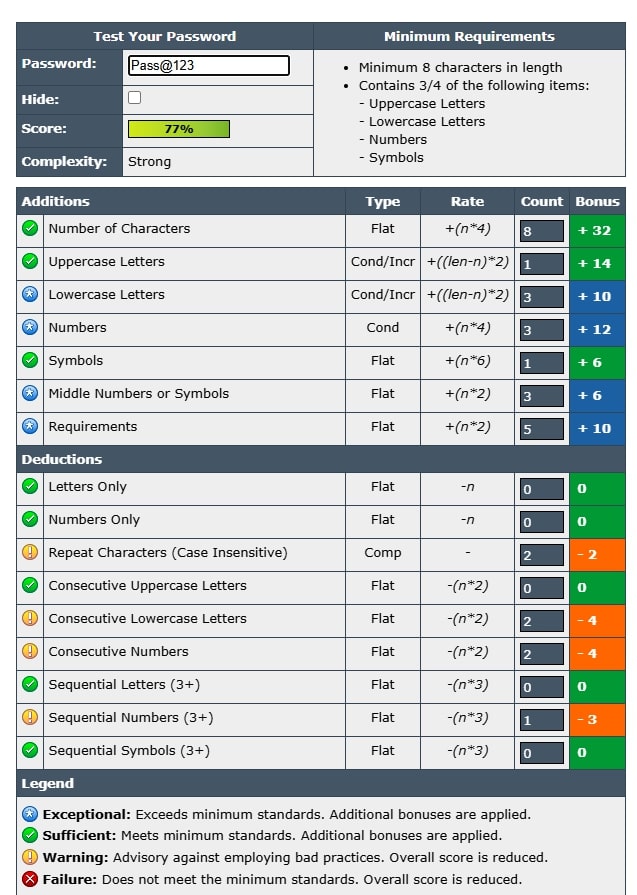 Test Your Password Minimum Requirements
Password: Pass@123
• Minimum 8 characters in length
• Contains 3/4 of the following items:
Hide:
- Uppercase Letters
- Lowercase Letters
Score: 77%
- Numbers
- Symbols
Complexity: Strong
Additions Type Rate Count Bonus
Number of Characters Flat +(n*4) 8 + 32
Uppercase Letters Cond/Incr +((len-n)*2) 1 + 14
Lowercase Letters Cond/Incr +((len-n)*2) 3 + 10
Numbers Cond +(n*4) 3 + 12
Symbols Flat +(n*6) 1 + 6
Middle Numbers or Symbols Flat +(n*2) 3 + 6
Requirements Flat +(n*2) 5 + 10
Deductions
Letters Only Flat -n 0 0
Numbers Only Flat -n 0 0
Repeat Characters (Case Insensitive) Comp - 2 - 2
Consecutive Uppercase Letters Flat -(n*2) 0 0
Consecutive Lowercase Letters Flat -(n*2) 2 - 4
Consecutive Numbers Flat -(n*2) 2 - 4
Sequential Letters (3+) Flat -(n*3) 0 0
Sequential Numbers (3+) Flat -(n*3) 1 - 3
Sequential Symbols (3+) Flat -(n*3) 0 0
Legend
Exceptional: Exceeds minimum standards. Additional bonuses are applied.
Sufficient: Meets minimum standards. Additional bonuses are applied.
Warning: Advisory against employing bad practices. Overall score is reduced.
Failure: Does not meet the minimum standards. Overall score is reduced.